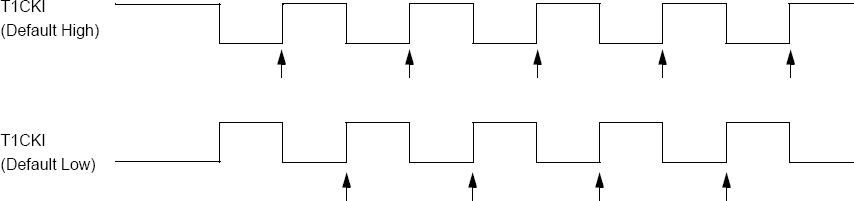 T1CKI
(Default High)
T1CKI
(Default Low)